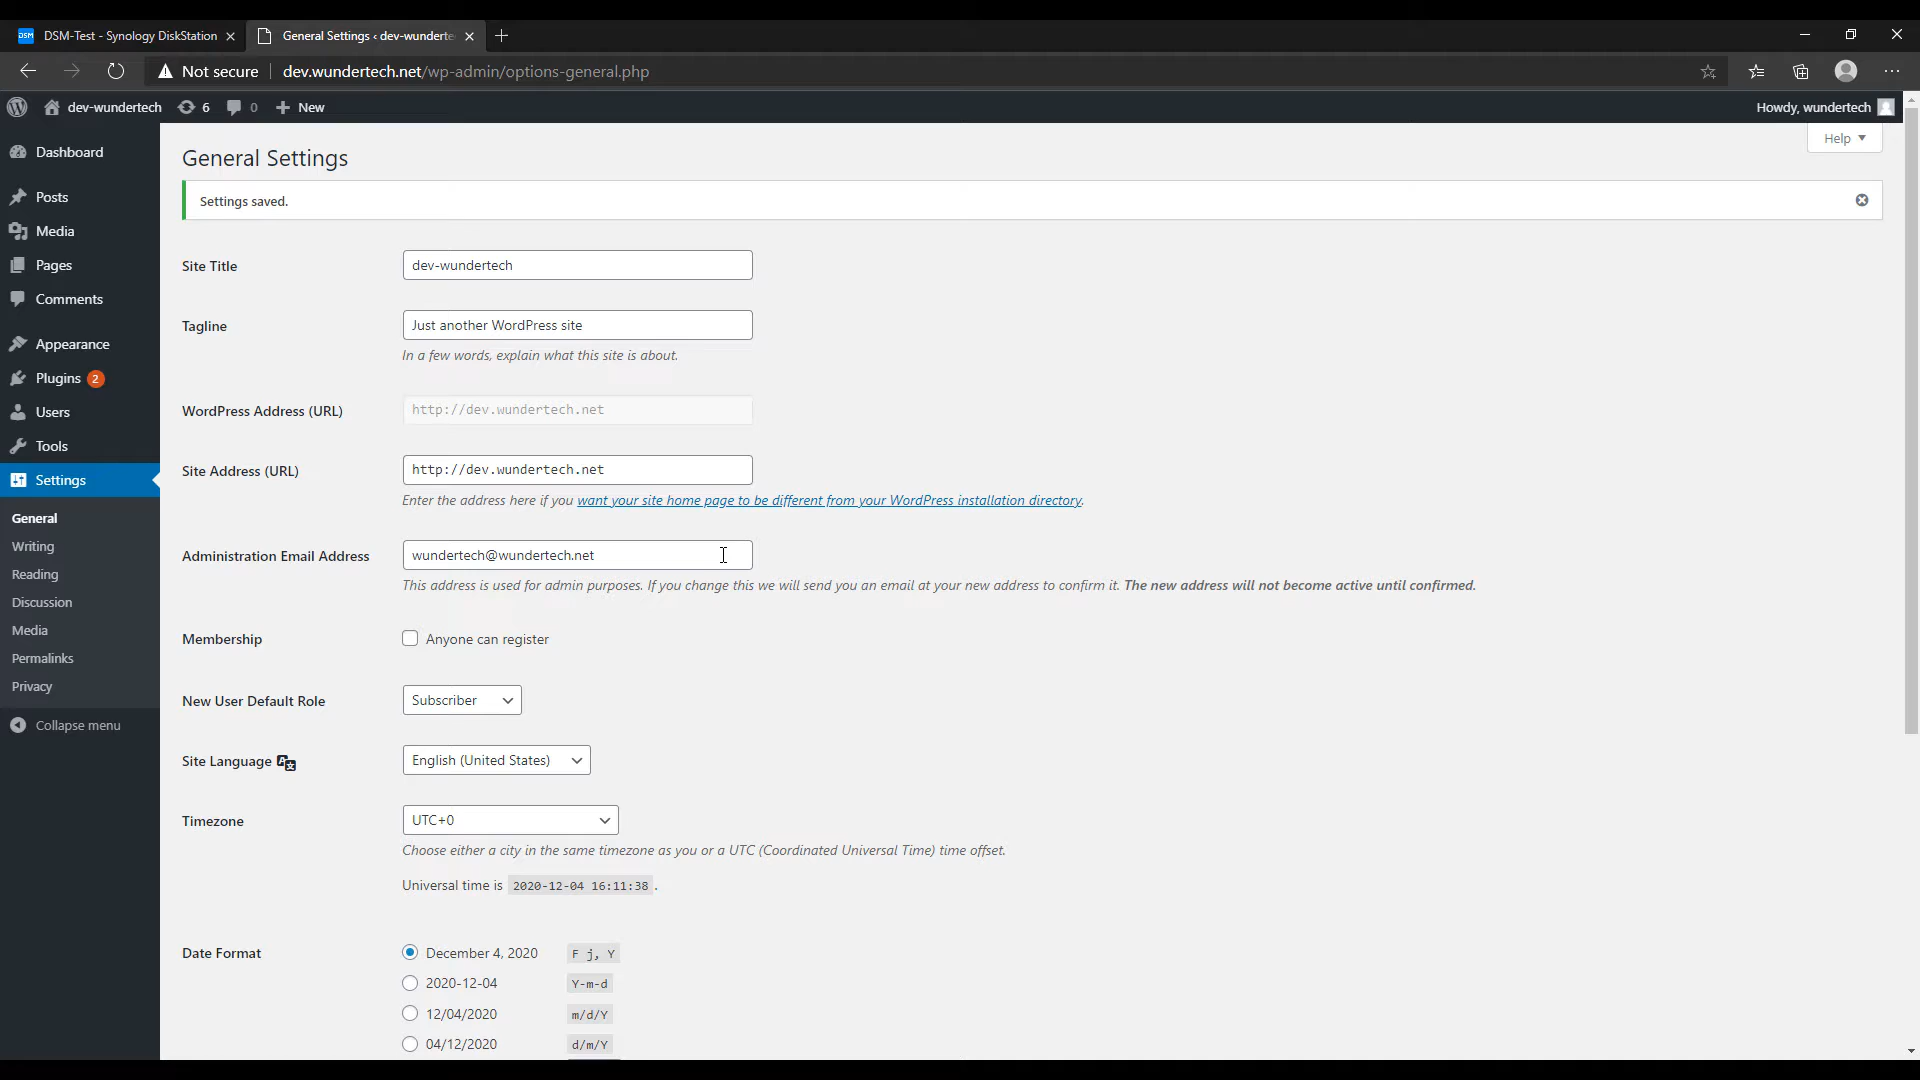 DSM DSM-Test - Synology DiskStation
General Settings ‹ dev-wunderte
Not secure dev.wundertech.net/wp-admin/options-general.php
dev-wundertech 6 0 New Howdy, wundertech
Help
Dashboard
Posts
Media
Pages
Comments
Appearance
Plugins 2
Users
Tools
Settings
General
Writing
Reading
Discussion
Media
Permalinks
Privacy
Collapse menu
General Settings
Settings saved.
Site Title dev-wundertech
Tagline Just another WordPress site
In a few words, explain what this site is about.
WordPress Address (URL) http://dev.wundertech.net
Site Address (URL) http://dev.wundertech.net
Enter the address here if you want your site home page to be different from your WordPress installation directory.
Administration Email Address wundertech@wundertech.net
This address is used for admin purposes. If you change this we will send you an email at your new address to confirm it. The new address will not become active until confirmed.
Membership Anyone can register
New User Default Role Subscriber
Site Language English (United States)
Timezone UTC+0
Choose either a city in the same timezone as you or a UTC (Coordinated Universal Time) time offset.
Universal time is 2020-12-04 16:11:38 .
Date Format December 4, 2020 F j, Y
2020-12-04 Y-m-d
12/04/2020 m/d/Y
04/12/2020 d/m/Y